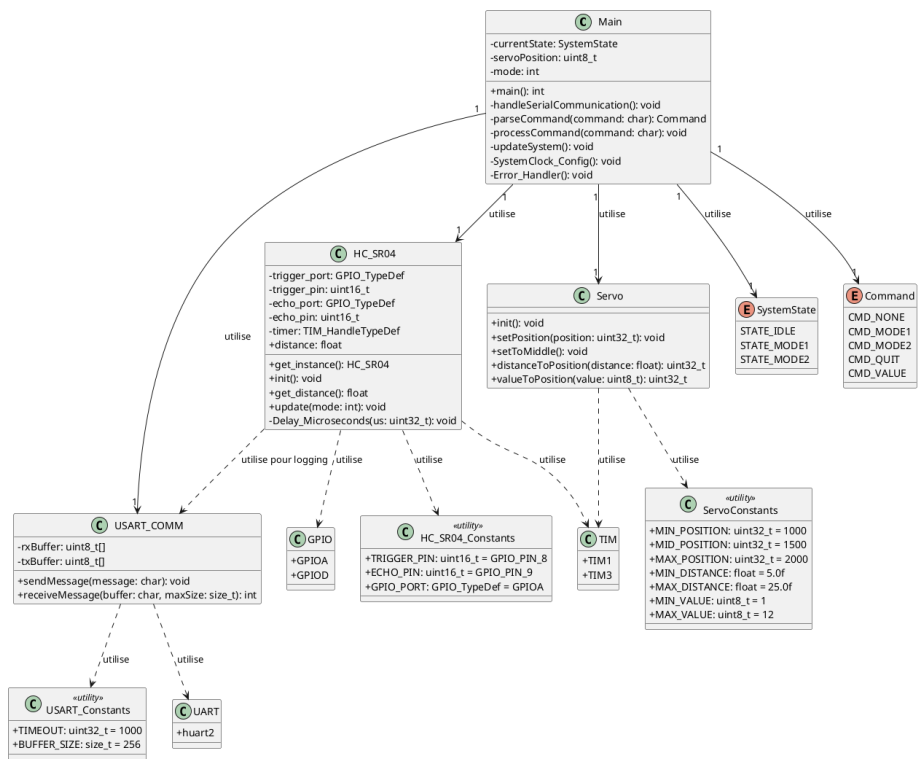 C Main
-currentState: SystemState
-servoPosition: uint8_t
-mode: int
+main(): int
-handleSerialCommunication(): void
-parseCommand(command: char): Command
-processCommand(command: char): void
-updateSystem(): void
-SystemClock_Config(): void
-Error_Handler(): void
1
1
1
1
1
utilise
utilise
utilise
utilise
utilise
1
1
1
1
1
C HC_SR04
-trigger_port: GPIO_TypeDef
-trigger_pin: uint16_t
-echo_port: GPIO_TypeDef
-echo_pin: uint16_t
-timer: TIM_HandleTypeDef
+distance: float
+get_instance(): HC_SR04
+init(): void
+get_distance(): float
+update(mode: int): void
-Delay_Microseconds(us: uint32_t): void
C Servo
+init(): void
+setPosition(position: uint32_t): void
+setToMiddle(): void
+distanceToPosition(distance: float): uint32_t
+valueToPosition(value: uint8_t): uint32_t
E SystemState
STATE_IDLE
STATE_MODE1
STATE_MODE2
E Command
CMD_NONE
CMD_MODE1
CMD_MODE2
CMD_QUIT
CMD_VALUE
utilise pour logging
utilise
utilise
utilise
utilise
utilise
C USART_COMM
-rxBuffer: uint8_t[]
-txBuffer: uint8_t[]
+sendMessage(message: char): void
+receiveMessage(buffer: char, maxSize: size_t): int
C GPIO
+GPIOA
+GPIOD
«utility»
C HC_SR04_Constants
+TRIGGER_PIN: uint16_t = GPIO_PIN_8
+ECHO_PIN: uint16_t = GPIO_PIN_9
+GPIO_PORT: GPIO_TypeDef = GPIOA
C TIM
+TIM1
+TIM3
«utility»
C ServoConstants
+MIN_POSITION: uint32_t = 1000
+MID_POSITION: uint32_t = 1500
+MAX_POSITION: uint32_t = 2000
+MIN_DISTANCE: float = 5.0f
+MAX_DISTANCE: float = 25.0f
+MIN_VALUE: uint8_t = 1
+MAX_VALUE: uint8_t = 12
utilise
utilise
«utility»
C USART_Constants
+TIMEOUT: uint32_t = 1000
+BUFFER_SIZE: size_t = 256
C UART
+huart2